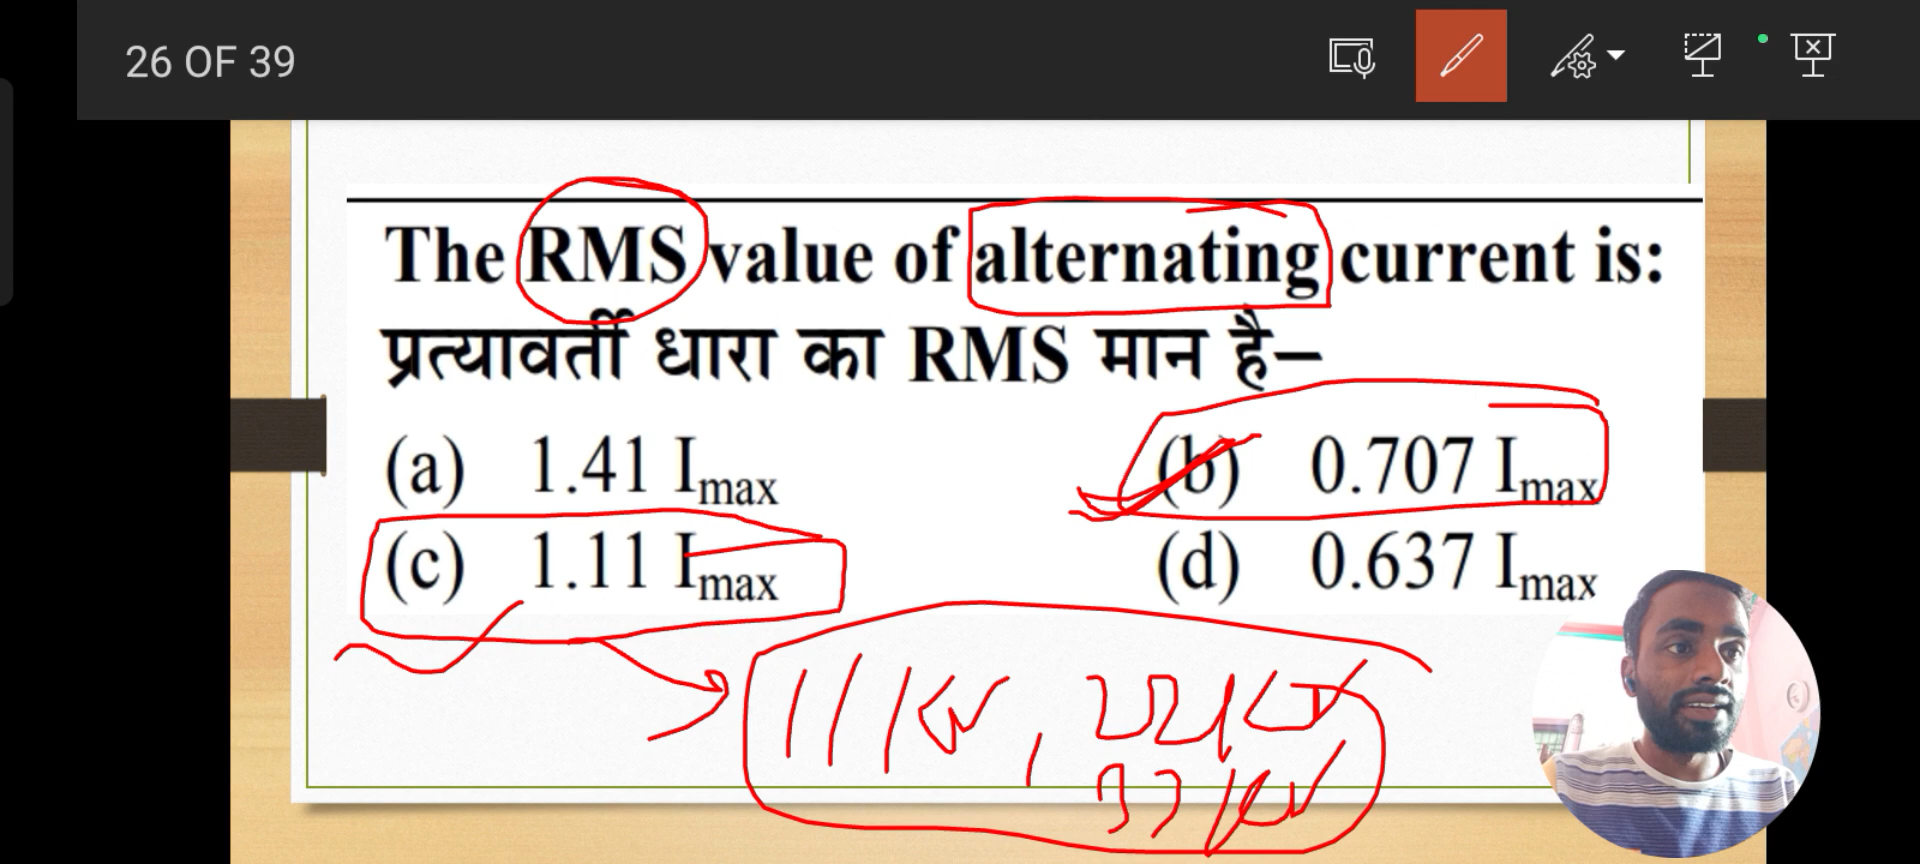 26 OF 39
The RMS value of alternating current is:
प्रत्यावर्ती धारा का RMS मान है–
(a) 1.41 Imax (b) 0.707 Imax
(c) 1.11 Imax (d) 0.637 Imax
11 KV, 22 KV
33 KV